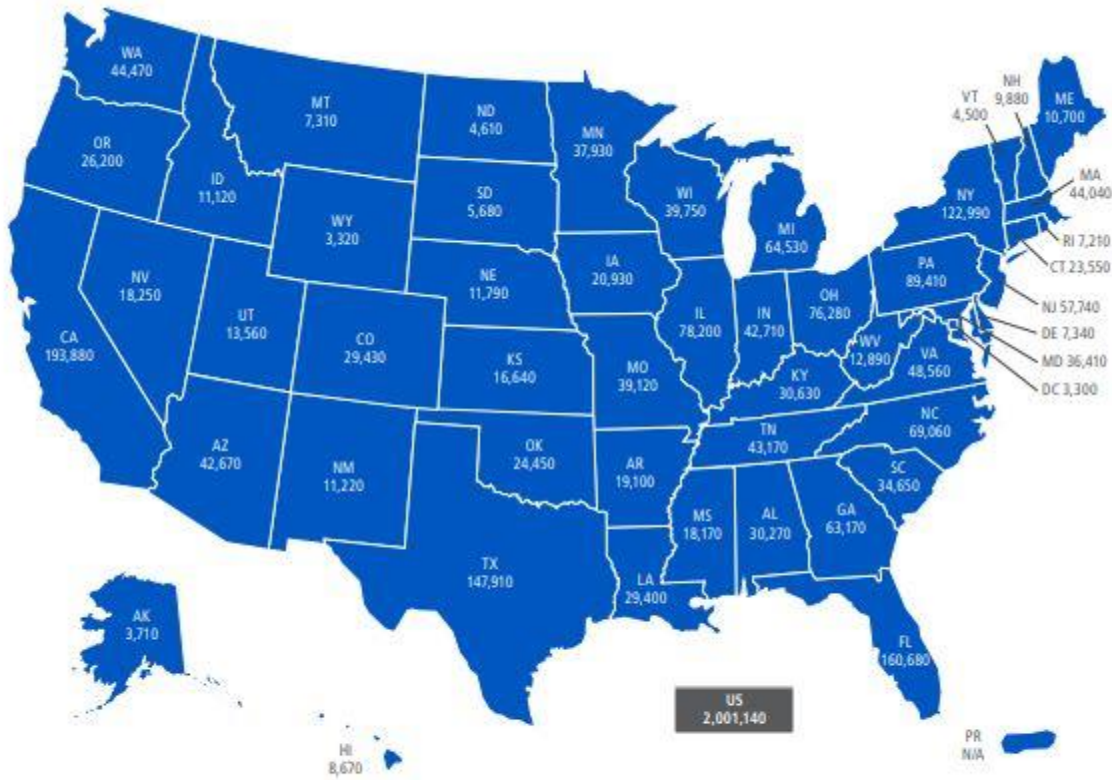 WA
44,470
MT
7,310
ND
4,610
MN
37,930
VT
4,500
NH
9,880
ME
10,700
OR
26,200
ID
11,120
SD
5,680
WI
39,750
MI
64,530
NY
122,990
MA
44,040
WY
3,320
RI 7,210
CT 23,550
NV
18,250
NE
11,790
IA
20,930
PA
89,410
NJ 57,740
CA
193,880
UT
13,560
CO
29,430
IL
78,200
IN
42,710
OH
76,280
DE 7,340
KS
16,640
MO
39,120
WV
12,890
VA
48,560
MD 36,410
KY
30,630
DC 3,300
AZ
42,670
NM
11,220
OK
24,450
AR
19,100
TN
43,170
NC
69,060
SC
34,650
TX
147,910
LA
29,400
MS
18,170
AL
30,270
GA
63,170
AK
3,710
FL
160,680
US
2,001,140
HI
8,670
PR
N/A